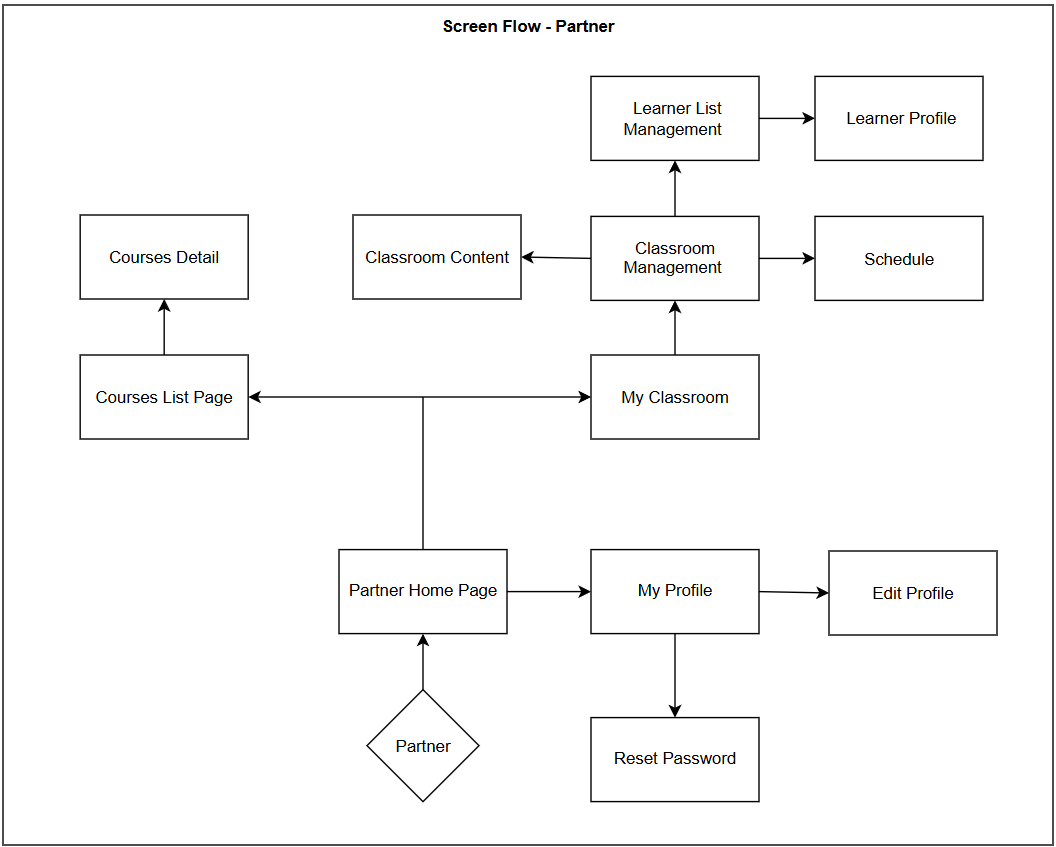 Screen Flow - Partner
Learner List
Management
Learner Profile
Courses Detail
Classroom Content
Classroom
Management
Schedule
Courses List Page
My Classroom
Partner Home Page
My Profile
Edit Profile
Partner
Reset Password